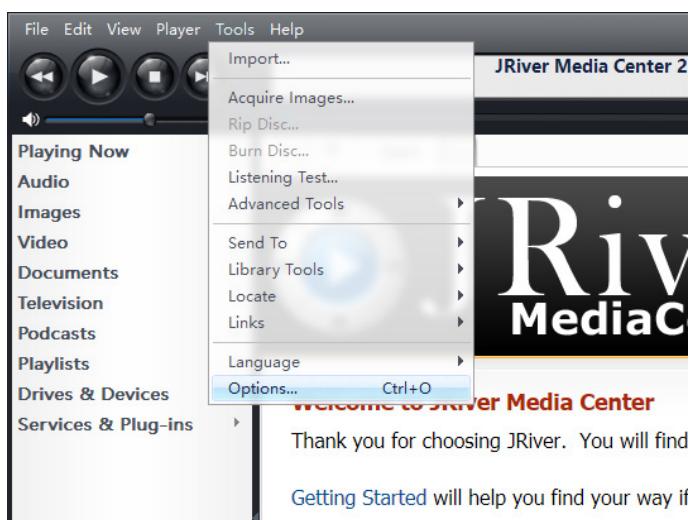 File Edit View Player Tools Help
JRiver Media Center 2
Import...
Acquire Images...
Rip Disc...
Burn Disc...
Listening Test...
Advanced Tools
Send To
Library Tools
Locate
Links
Language
Options... Ctrl+O
Playing Now
Audio
Images
Video
Documents
Television
Podcasts
Playlists
Drives & Devices
Services & Plug-ins
JRiv
MediaC
Welcome to JRiver Media Center
Thank you for choosing JRiver. You will find
Getting Started will help you find your way if